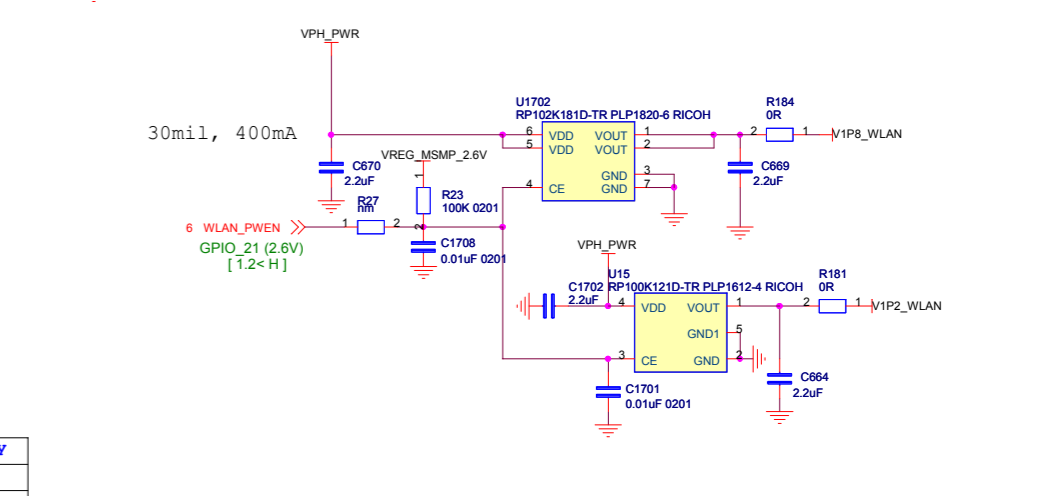 VPH_PWR
U1702
RP102K181D-TR PLP1820-6 RICOH
R184
0R
30mil, 400mA
6 VDD VOUT 1
5 VDD VOUT 2
2 1 V1P8_WLAN
VREG_MSMP_2.6V
C670
2.2uF
1
GND 3
4 CE GND 7
C669
2.2uF
R27
nm
R23
100K 0201
6 WLAN_PWEN
1 2
2
GPIO_21 (2.6V)
[ 1.2< H ]
C1708
0.01uF 0201
VPH_PWR
U15
RP100K121D-TR PLP1612-4 RICOH
C1702
2.2uF
R181
0R
4 VDD VOUT 1
2 1 V1P2_WLAN
GND1 5
3 CE GND 2
C1701
0.01uF 0201
C664
2.2uF
Y